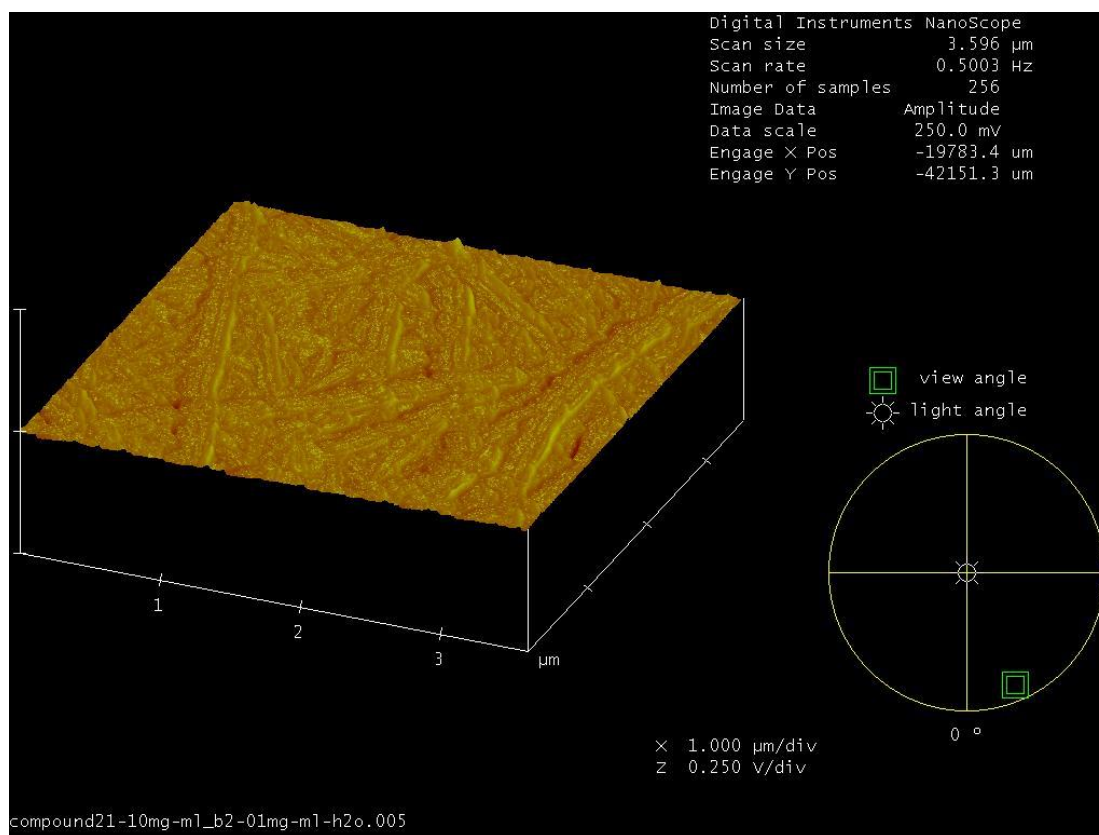 Digital Instruments NanoScope
Scan size 3.596 µm
Scan rate 0.5003 Hz
Number of samples 256
Image Data Amplitude
Data scale 250.0 mV
Engage X Pos -19783.4 um
Engage Y Pos -42151.3 um
view angle
light angle
1
2
3
µm
0 º
X 1.000 µm/div
Z 0.250 V/div
compound21-10mg-ml_b2-01mg-ml-h2o.005